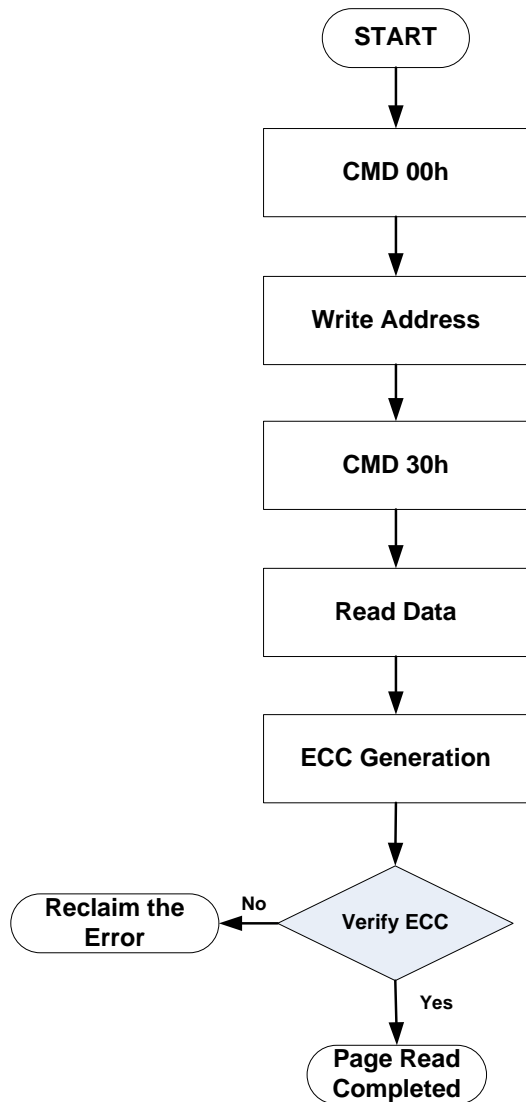 START
CMD 00h
Write Address
CMD 30h
Read Data
ECC Generation
Verify ECC
No
Reclaim the
Error
Yes
Page Read
Completed